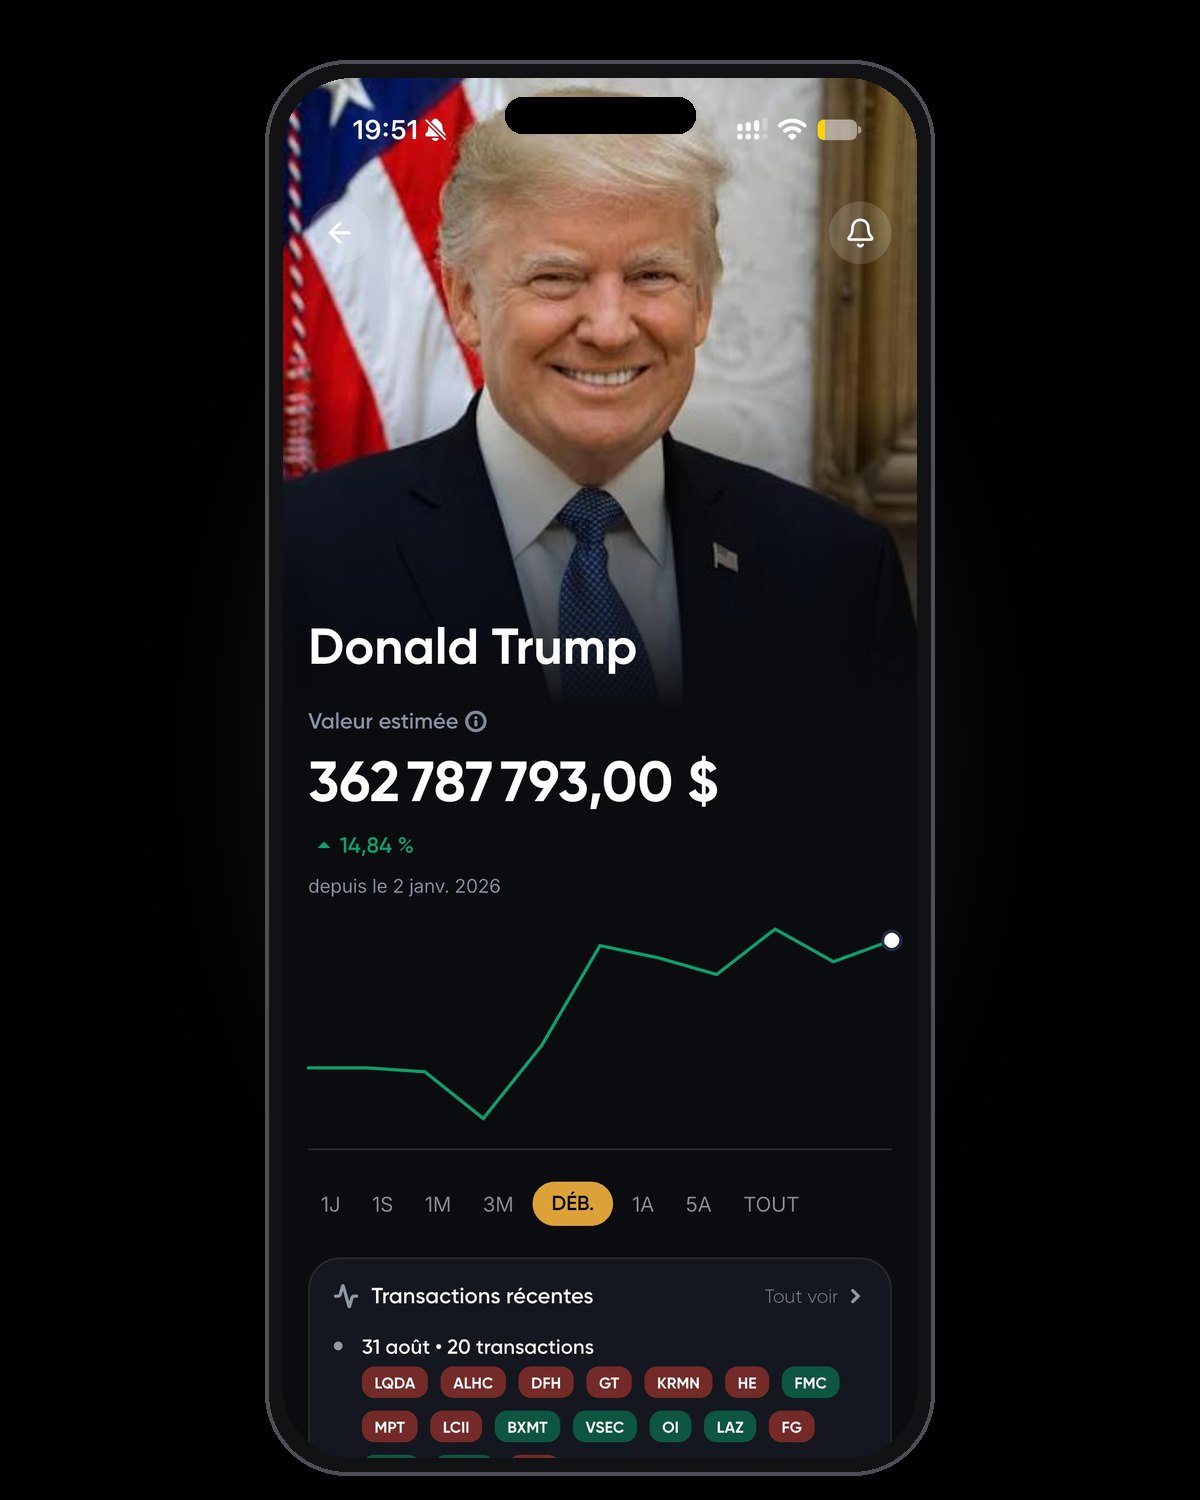 19:51
Donald Trump
Valeur estimée
362 787 793,00 $
14,84 %
depuis le 2 janv. 2026
1J 1S 1M 3M DÉB. 1A 5A TOUT
Transactions récentes Tout voir
31 août • 20 transactions
LQDA ALHC DFH GT KRMN HE FMC
MPT LCII BXMT VSEC OI LAZ FG